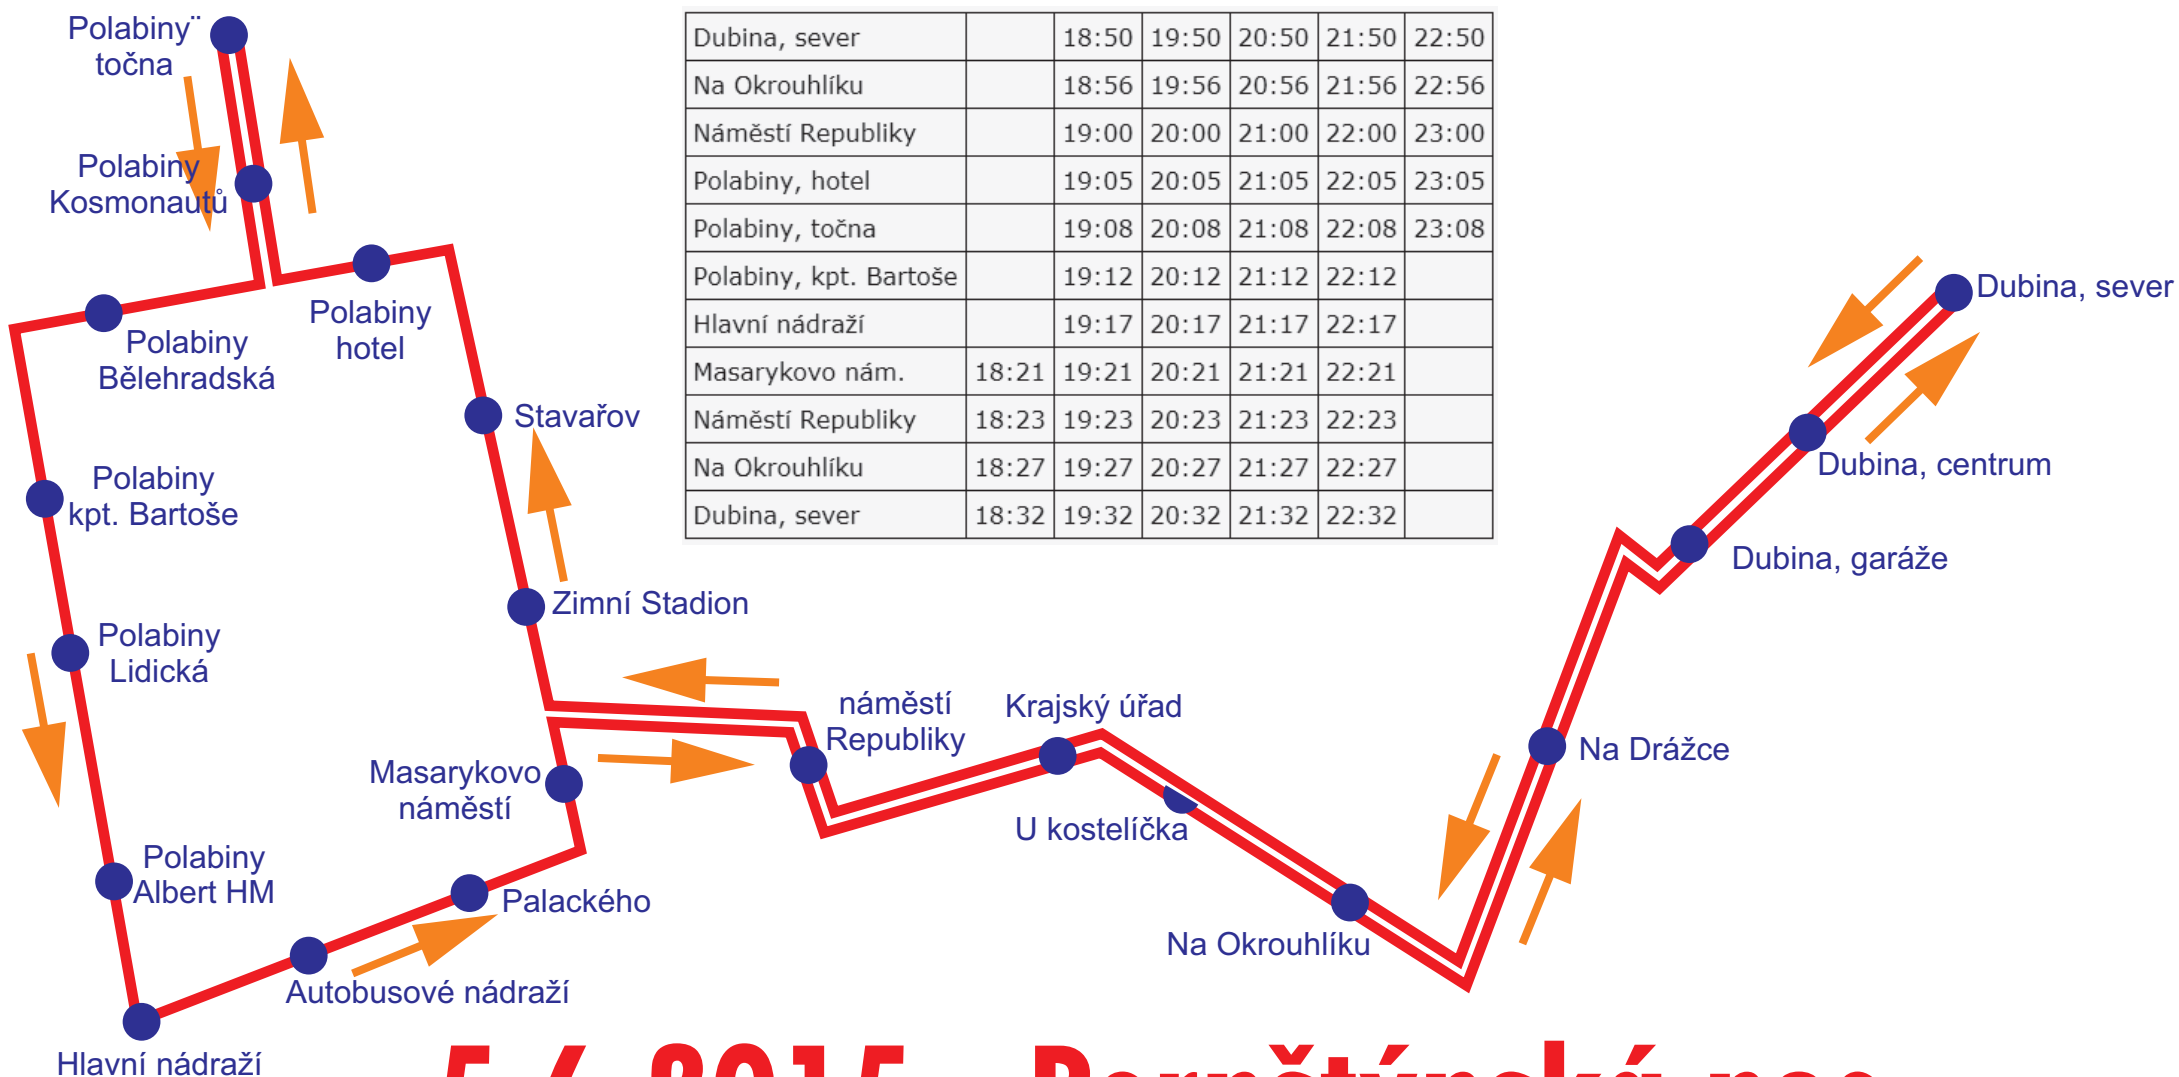 Polabiny¨
točna
Polabiny
Kosmonautů
Polabiny
hotel
Polabiny
Bělehradská
Stavařov
Polabiny
kpt. Bartoše
Zimní Stadion
Polabiny
Lidická
Masarykovo
náměstí
Polabiny
Albert HM
Palackého
Autobusové nádraží
Hlavní nádraží
náměstí
Republiky
Krajský úřad
U kostelíčka
Na Okrouhlíku
Na Drážce
Dubina, garáže
Dubina, centrum
Dubina, sever
Dubina, sever 18:50 19:50 20:50 21:50 22:50
Na Okrouhlíku 18:56 19:56 20:56 21:56 22:56
Náměstí Republiky 19:00 20:00 21:00 22:00 23:00
Polabiny, hotel 19:05 20:05 21:05 22:05 23:05
Polabiny, točna 19:08 20:08 21:08 22:08 23:08
Polabiny, kpt. Bartoše 19:12 20:12 21:12 22:12
Hlavní nádraží 19:17 20:17 21:17 22:17
Masarykovo nám. 18:21 19:21 20:21 21:21 22:21
Náměstí Republiky 18:23 19:23 20:23 21:23 22:23
Na Okrouhlíku 18:27 19:27 20:27 21:27 22:27
Dubina, sever 18:32 19:32 20:32 21:32 22:32